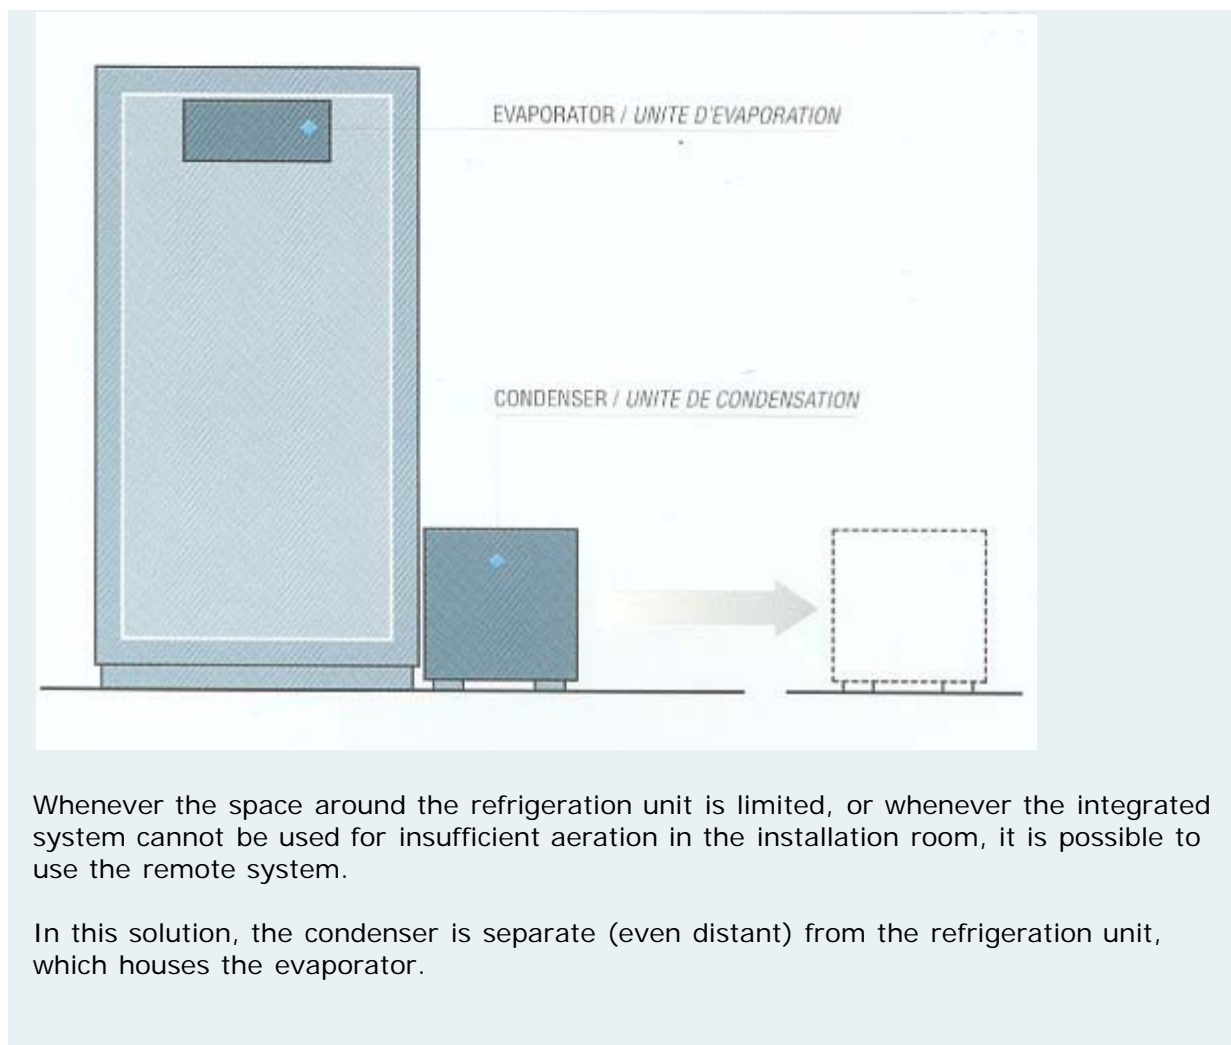 EVAPORATOR / UNITE D'EVAPORATION
CONDENSER / UNITE DE CONDENSATION
Whenever the space around the refrigeration unit is limited, or whenever the integrated
system cannot be used for insufficient aeration in the installation room, it is possible to
use the remote system.
In this solution, the condenser is separate (even distant) from the refrigeration unit,
which houses the evaporator.